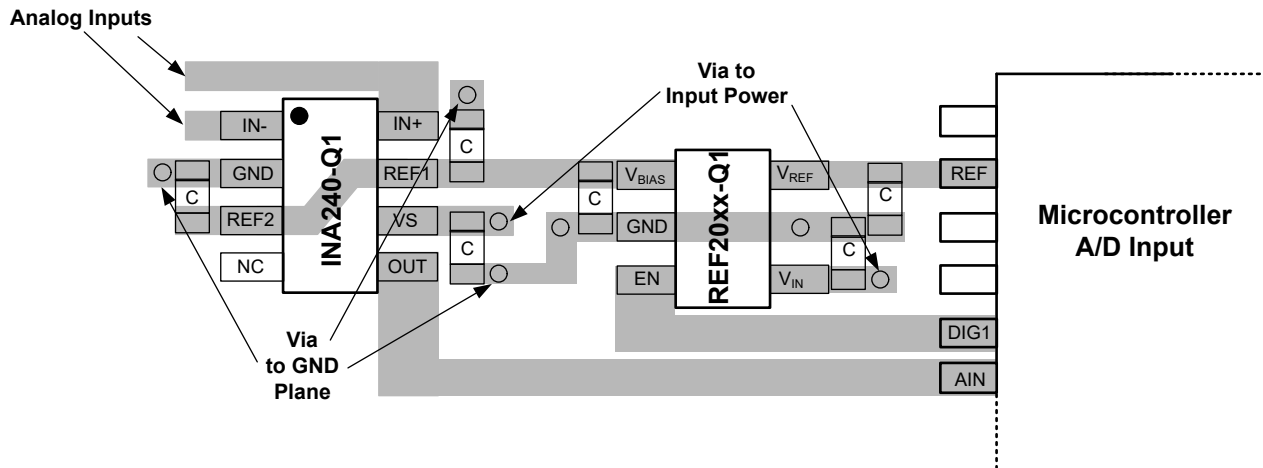 Analog Inputs
Via to
Input Power
IN-
IN+
C
GND
REF1
C
VBIAS
VREF
C
REF
C
REF2
VS
C
GND
C
NC
OUT
EN
VIN
INA240-Q1
REF20xx-Q1
Microcontroller
A/D Input
Via
to GND
Plane
DIG1
AIN